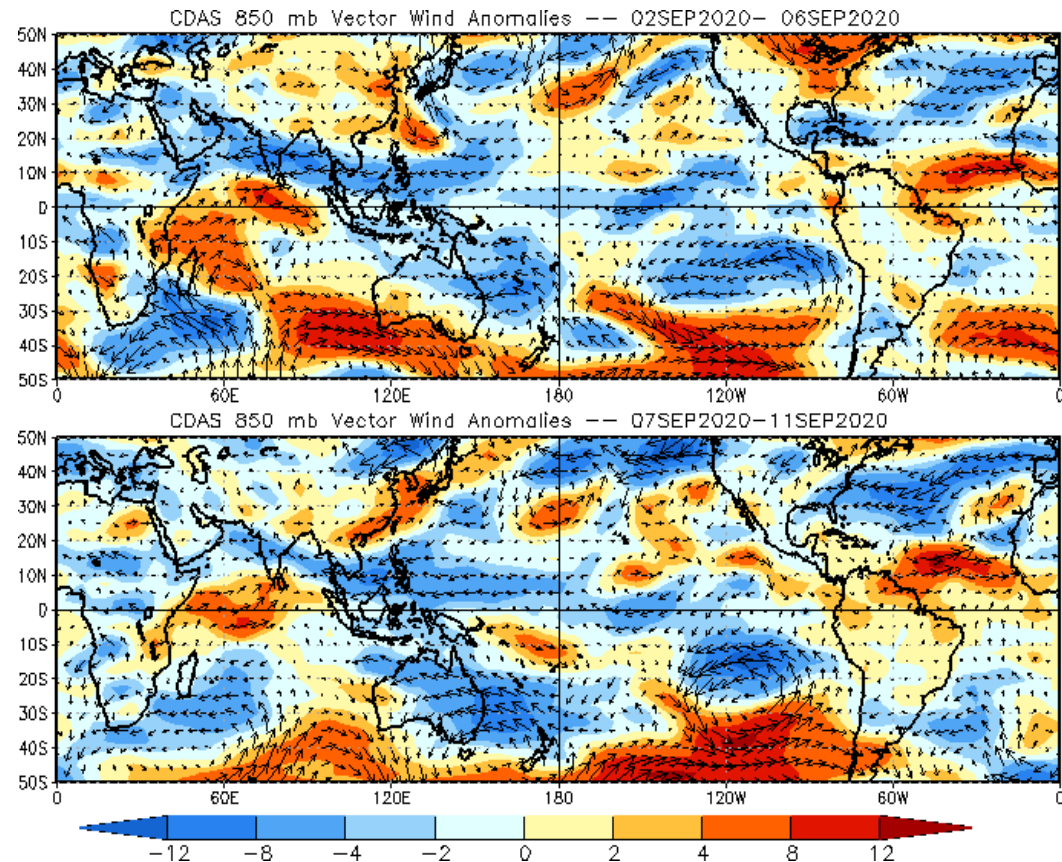 CDAS 850 mb Vector Wind Anomalies -- 02SEP2020- 06SEP2020
50N
40N
30N
20N
10N
0
10S
20S
30S
40S
50S
0 60E 120E 180 120W 60W 0
CDAS 850 mb Vector Wind Anomalies -- 07SEP2020-11SEP2020
50N
40N
30N
20N
10N
0
10S
20S
30S
40S
50S
0 60E 120E 180 120W 60W 0
-12 -8 -4 -2 0 2 4 8 12